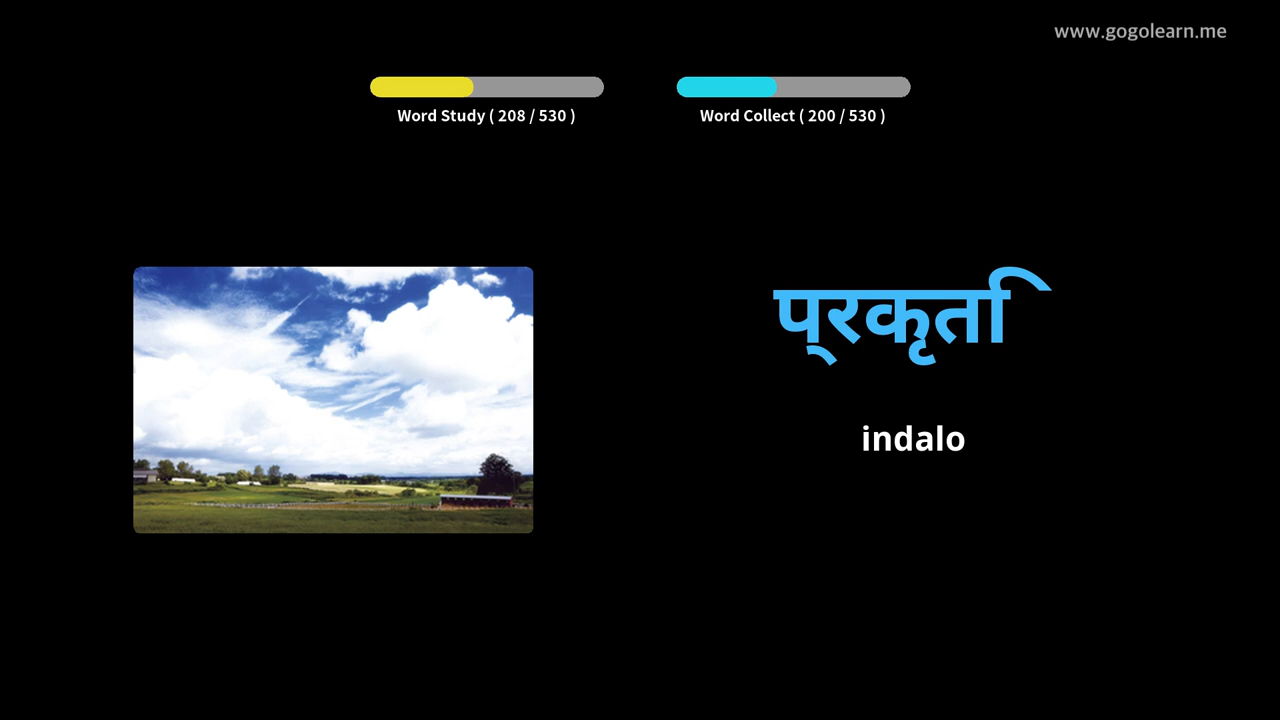 www.gogolearn.me
Word Study ( 208 / 530 )
Word Collect ( 200 / 530 )
प्रकृति
indalo